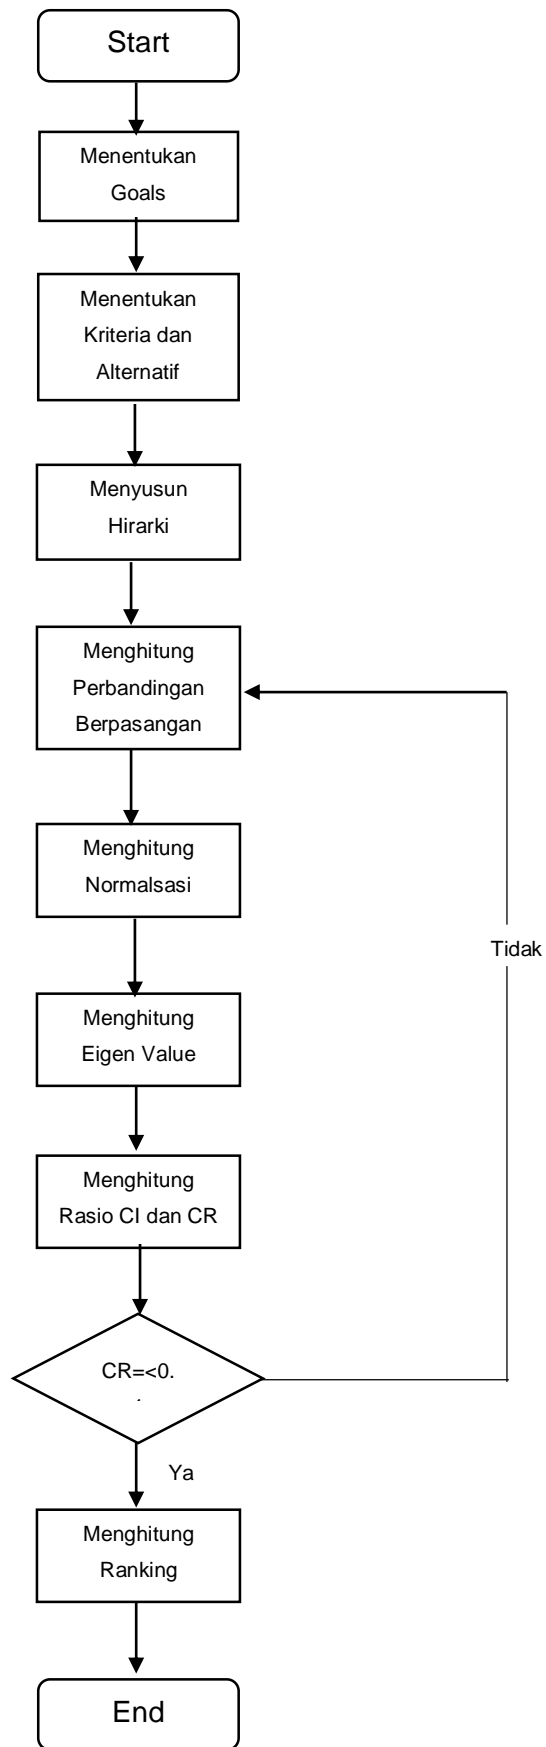 Start
Menentukan
Goals
Menentukan
Kriteria dan
Alternatif
Menyusun
Hirarki
Menghitung
Perbandingan
Berpasangan
Menghitung
Normalsasi
Tidak
Menghitung
Eigen Value
Menghitung
Rasio CI dan CR
CR=<0.
Ya
Menghitung
Ranking
End